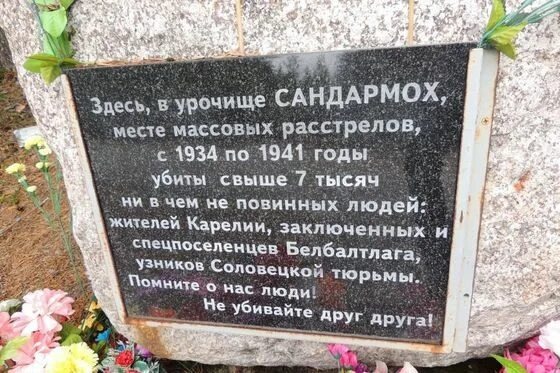 Здесь, в урочище САНДАРМОХ,
месте массовых расстрелов,
с 1934 по 1941 годы
убиты свыше 7 тысяч
ни в чем не повинных людей:
жителей Карелии, заключенных и
спецпоселенцев Белбалтлага,
узников Соловецкой тюрьмы.
Помните о нас люди!
Не убивайте друг друга!